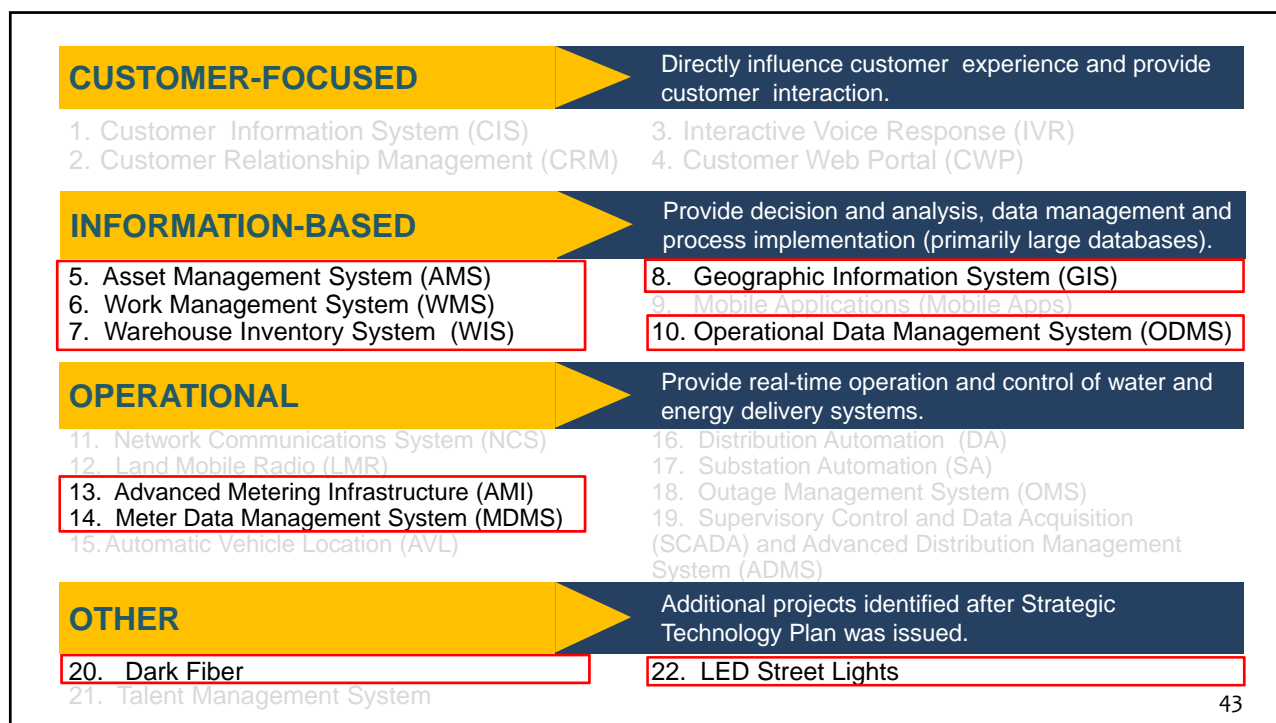 CUSTOMER-FOCUSED
Directly influence customer experience and provide
customer interaction.
1. Customer Information System (CIS)
2. Customer Relationship Management (CRM)
3. Interactive Voice Response (IVR)
4. Customer Web Portal (CWP)
INFORMATION-BASED
Provide decision and analysis, data management and
process implementation (primarily large databases).
5. Asset Management System (AMS)
6. Work Management System (WMS)
7. Warehouse Inventory System (WIS)
8. Geographic Information System (GIS)
9. Mobile Applications (Mobile Apps)
10. Operational Data Management System (ODMS)
OPERATIONAL
Provide real-time operation and control of water and
energy delivery systems.
11. Network Communications System (NCS)
12. Land Mobile Radio (LMR)
13. Advanced Metering Infrastructure (AMI)
14. Meter Data Management System (MDMS)
15. Automatic Vehicle Location (AVL)
16. Distribution Automation (DA)
17. Substation Automation (SA)
18. Outage Management System (OMS)
19. Supervisory Control and Data Acquisition
(SCADA) and Advanced Distribution Management
System (ADMS)
OTHER
Additional projects identified after Strategic
Technology Plan was issued.
20. Dark Fiber
21. Talent Management System
22. LED Street Lights
43